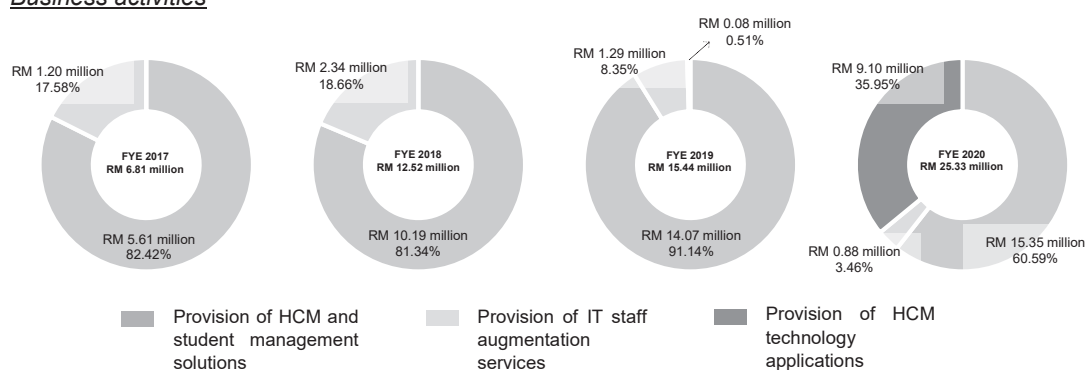 Business activities
RM 0.08 million
0.51%
RM 1.20 million
17.58%
RM 2.34 million
18.66%
RM 1.29 million
8.35%
RM 9.10 million
35.95%
FYE 2017
RM 6.81 million
FYE 2018
RM 12.52 million
FYE 2019
RM 15.44 million
FYE 2020
RM 25.33 million
RM 5.61 million
82.42%
RM 10.19 million
81.34%
RM 14.07 million
91.14%
RM 0.88 million
3.46%
RM 15.35 million
60.59%
Provision of HCM and
student management
solutions
Provision of IT staff
augmentation
services
Provision of HCM
technology
applications